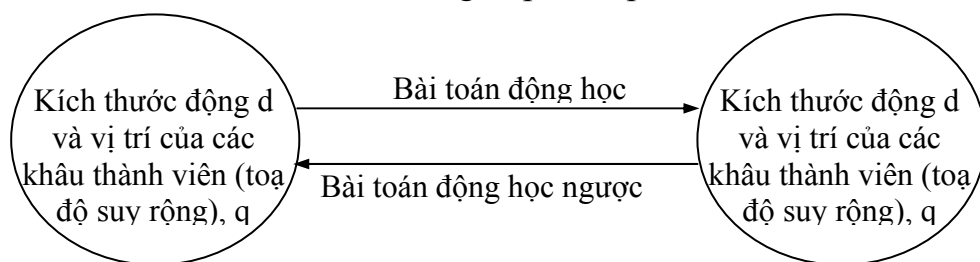 Kích thước động d
và vị trí của các
khâu thành viên (toạ
độ suy rộng), q
Bài toán động học
Bài toán động học ngược
Kích thước động d
và vị trí của các
khâu thành viên (toạ
độ suy rộng), q